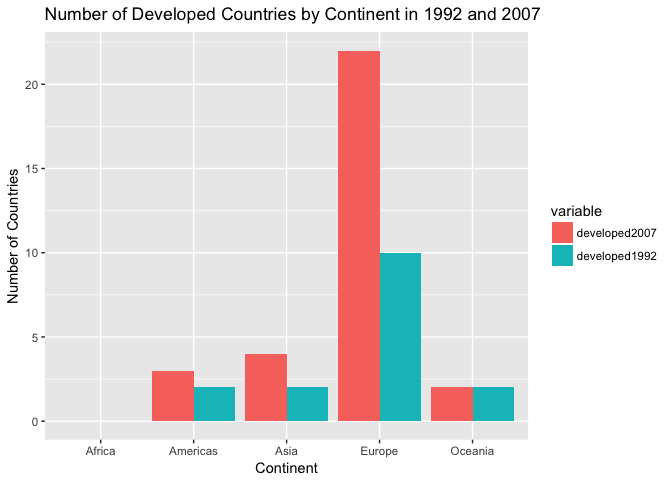 Number of Developed Countries by Continent in 1992 and 2007
20
15
10
5
0
Number of Countries
Africa Americas Asia Europe Oceania
Continent
variable
developed2007
developed1992